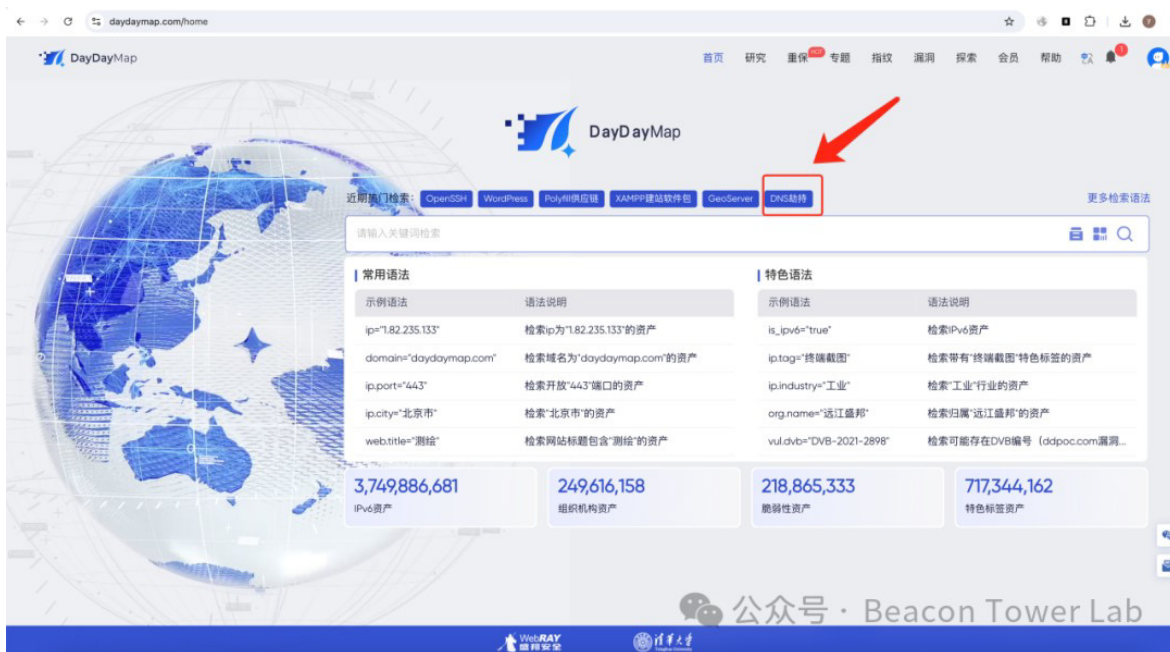 daydaymap.com/home
DayDayMap
首页 研究 重保 HOT 专题 指纹 漏洞 探索 会员 帮助 1
DayDayMap
近期热门检索: OpenSSH WordPress Polyfill供应链 XAMPP建站软件包 GeoServer DNS劫持 更多检索语法
请输入关键词检索
常用语法 特色语法
示例语法 语法说明 示例语法 语法说明
ip="1.82.235.133" 检索ip为"1.82.235.133"的资产 is_ipv6="true" 检索IPv6资产
domain="daydaymap.com" 检索域名为"daydaymap.com"的资产 ip.tag="终端截图" 检索带有"终端截图"特色标签的资产
ip.port="443" 检索开放"443"端口的资产 ip.industry="工业" 检索"工业"行业的资产
ip.city="北京市" 检索"北京市"的资产 org.name="远江盛邦" 检索归属"远江盛邦"的资产
web.title="测绘" 检索网站标题包含"测绘"的资产 vul.dvb="DVB-2021-2898" 检索可能存在DVB编号（ddpoc.com漏洞...
3,749,886,681 249,616,158 218,865,333 717,344,162
IPv6资产 组织机构资产 脆弱性资产 特色标签资产
公众号 · Beacon Tower Lab
WebRAY 清华大学
盛邦安全 Tsinghua University